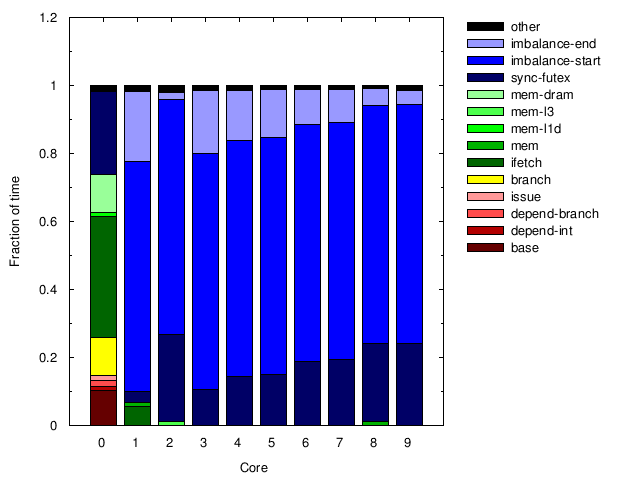 1.2
1
0.8
0.6
0.4
0.2
0
Fraction of time
0 1 2 3 4 5 6 7 8 9
Core
other
imbalance-end
imbalance-start
sync-futex
mem-dram
mem-l3
mem-l1d
mem
ifetch
branch
issue
depend-branch
depend-int
base